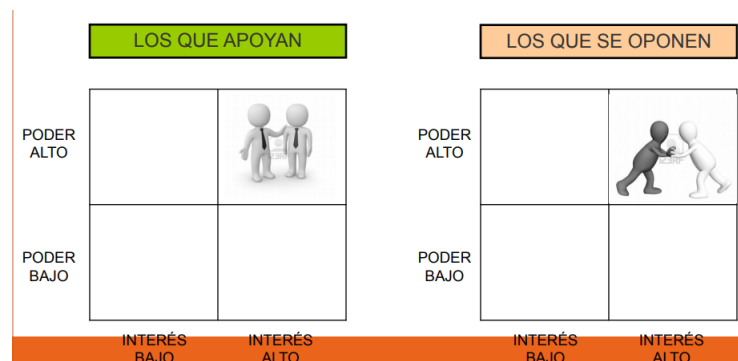 LOS QUE APOYAN
LOS QUE SE OPONEN
PODER
ALTO
PODER
ALTO
PODER
BAJO
PODER
BAJO
INTERÉS
BAJO
INTERÉS
ALTO
INTERÉS
BAJO
INTERÉS
ALTO